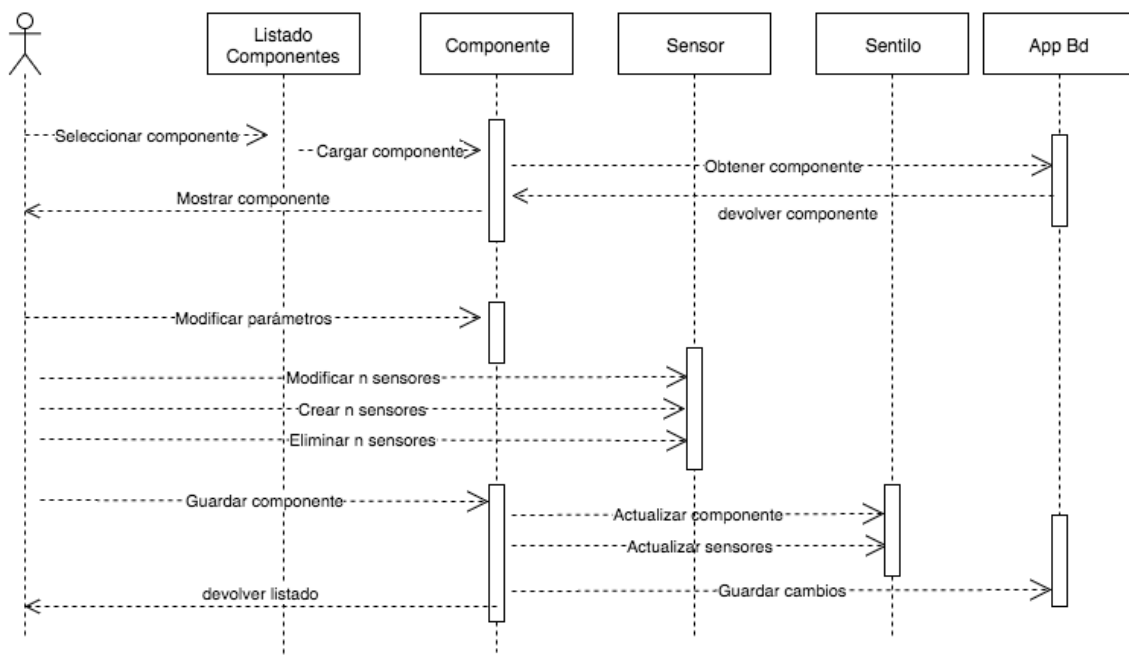 Listado
Componentes
Componente
Sensor
Sentilo
App Bd
Seleccionar componente
Cargar componente
Obtener componente
Mostrar componente
devolver componente
Modificar parámetros
Modificar n sensores
Crear n sensores
Eliminar n sensores
Guardar componente
Actualizar componente
Actualizar sensores
Guardar cambios
devolver listado